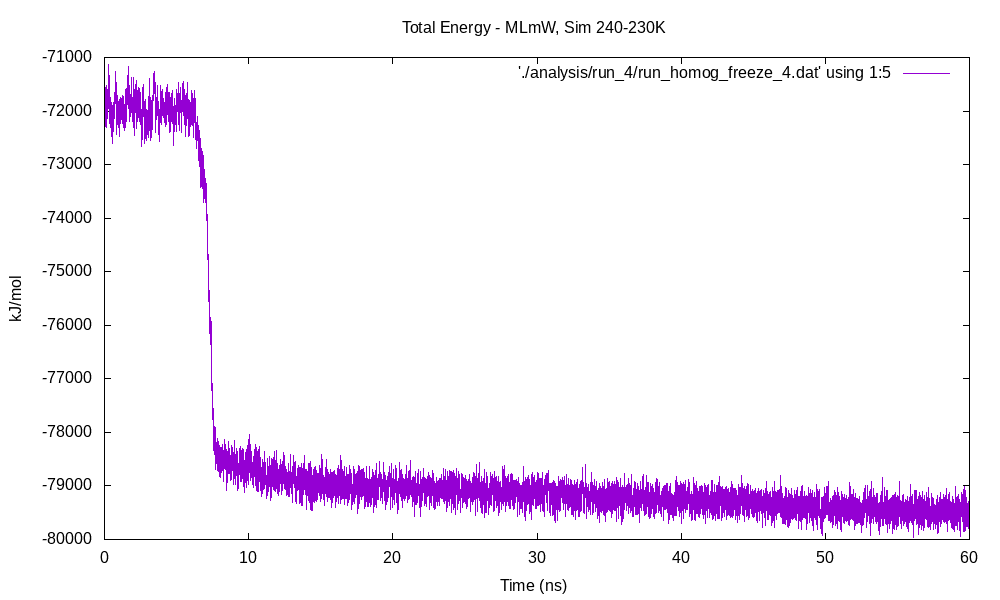 Total Energy - MLmW, Sim 240-230K
'./analysis/run_4/run_homog_freeze_4.dat' using 1:5
-71000
-72000
-73000
-74000
-75000
-76000
-77000
-78000
-79000
-80000
kJ/mol
0 10 20 30 40 50 60
Time (ns)